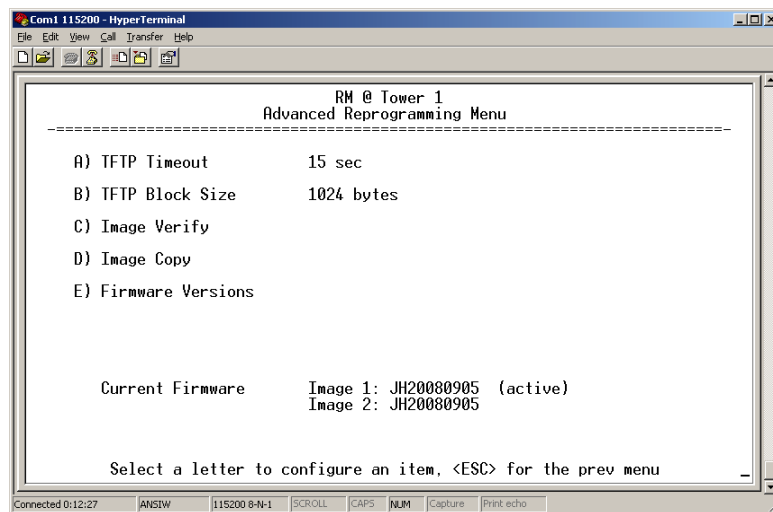 Com1 115200 - HyperTerminal
File Edit View Call Transfer Help
RM @ Tower 1
Advanced Reprogramming Menu
-==========================================================================-
A) TFTP Timeout 15 sec
B) TFTP Block Size 1024 bytes
C) Image Verify
D) Image Copy
E) Firmware Versions
Current Firmware Image 1: JH20080905 (active)
Image 2: JH20080905
Select a letter to configure an item, <ESC> for the prev menu _
Connected 0:12:27 ANSIW 115200 8-N-1 SCROLL CAPS NUM Capture Print echo